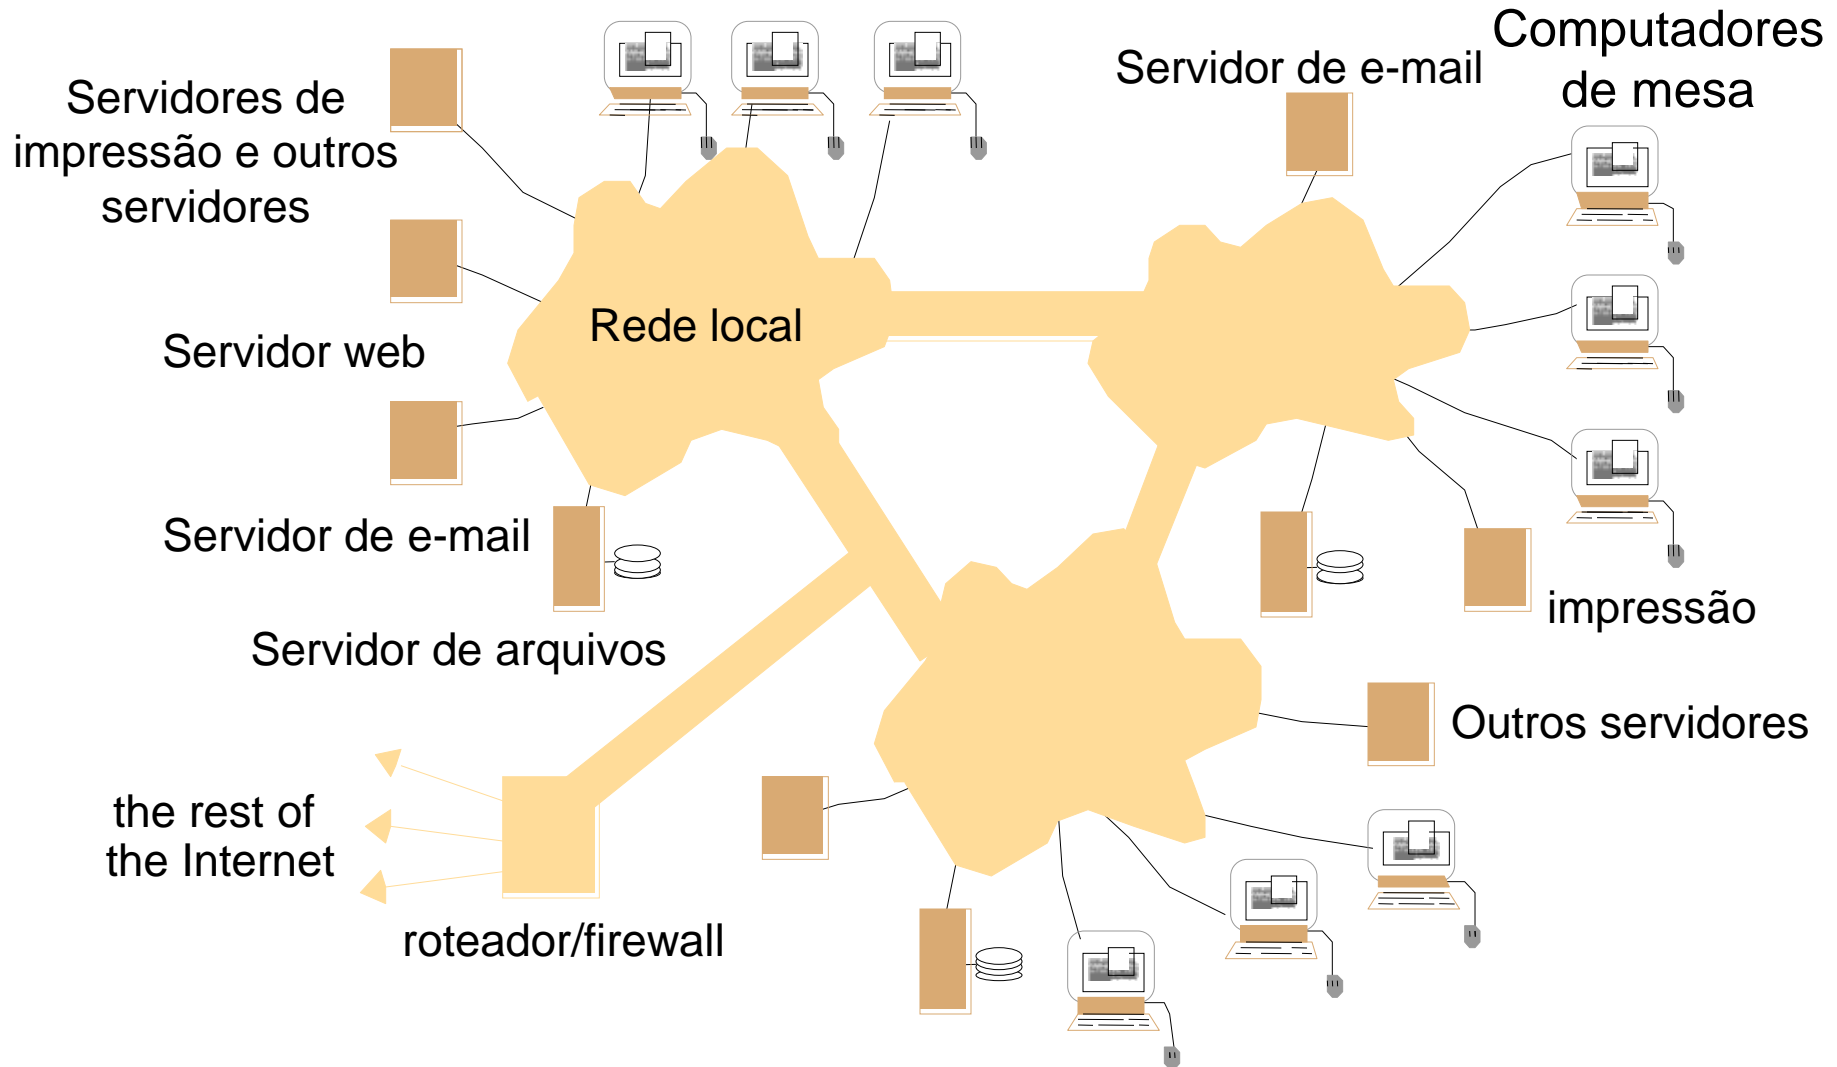 Computadores
de mesa
Servidor de e-mail
Servidores de
impressão e outros
servidores
Rede local
Servidor web
Servidor de e-mail
impressão
Servidor de arquivos
Outros servidores
the rest of
the Internet
roteador/firewall